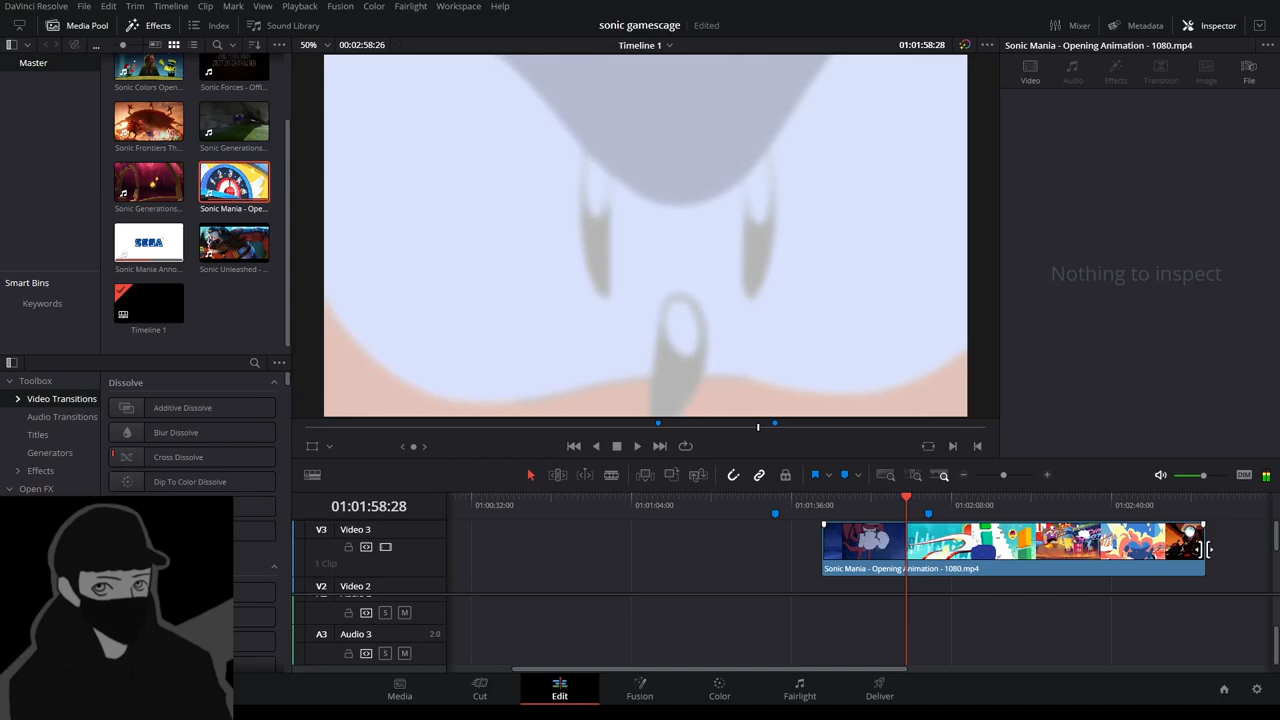 DaVinci Resolve File Edit Trim Timeline Clip Mark View Playback Fusion Color Fairlight Workspace Help
Media Pool Effects Index Sound Library sonic gamescage Edited Mixer Metadata Inspector
... 50% 00:02:58:26 Timeline 1 01:01:58:28 Sonic Mania - Opening Animation - 1080.mp4
Master
Video Audio Effects Transition Image File
Sonic Colors Open... Sonic Forces - Offi...
Sonic Frontiers Th... Sonic Generations...
Sonic Generations... Sonic Mania - Ope...
SEGA
Sonic Mania Anno... Sonic Unleashed - ...
Timeline 1
Nothing to inspect
Smart Bins
Keywords
Toolbox
Video Transitions
Audio Transitions
Titles
Generators
Effects
Open FX
Dissolve
Additive Dissolve
Blur Dissolve
Cross Dissolve
Dip To Color Dissolve
DIM
01:01:58:28
01:00:32:00 01:01:04:00 01:01:36:00 01:02:08:00 01:02:40:00
V3 Video 3
1 Clip
Sonic Mania - Opening Animation - 1080.mp4
V2 Video 2
S M
A3 Audio 3 2.0
S M
Media Cut Edit Fusion Color Fairlight Deliver